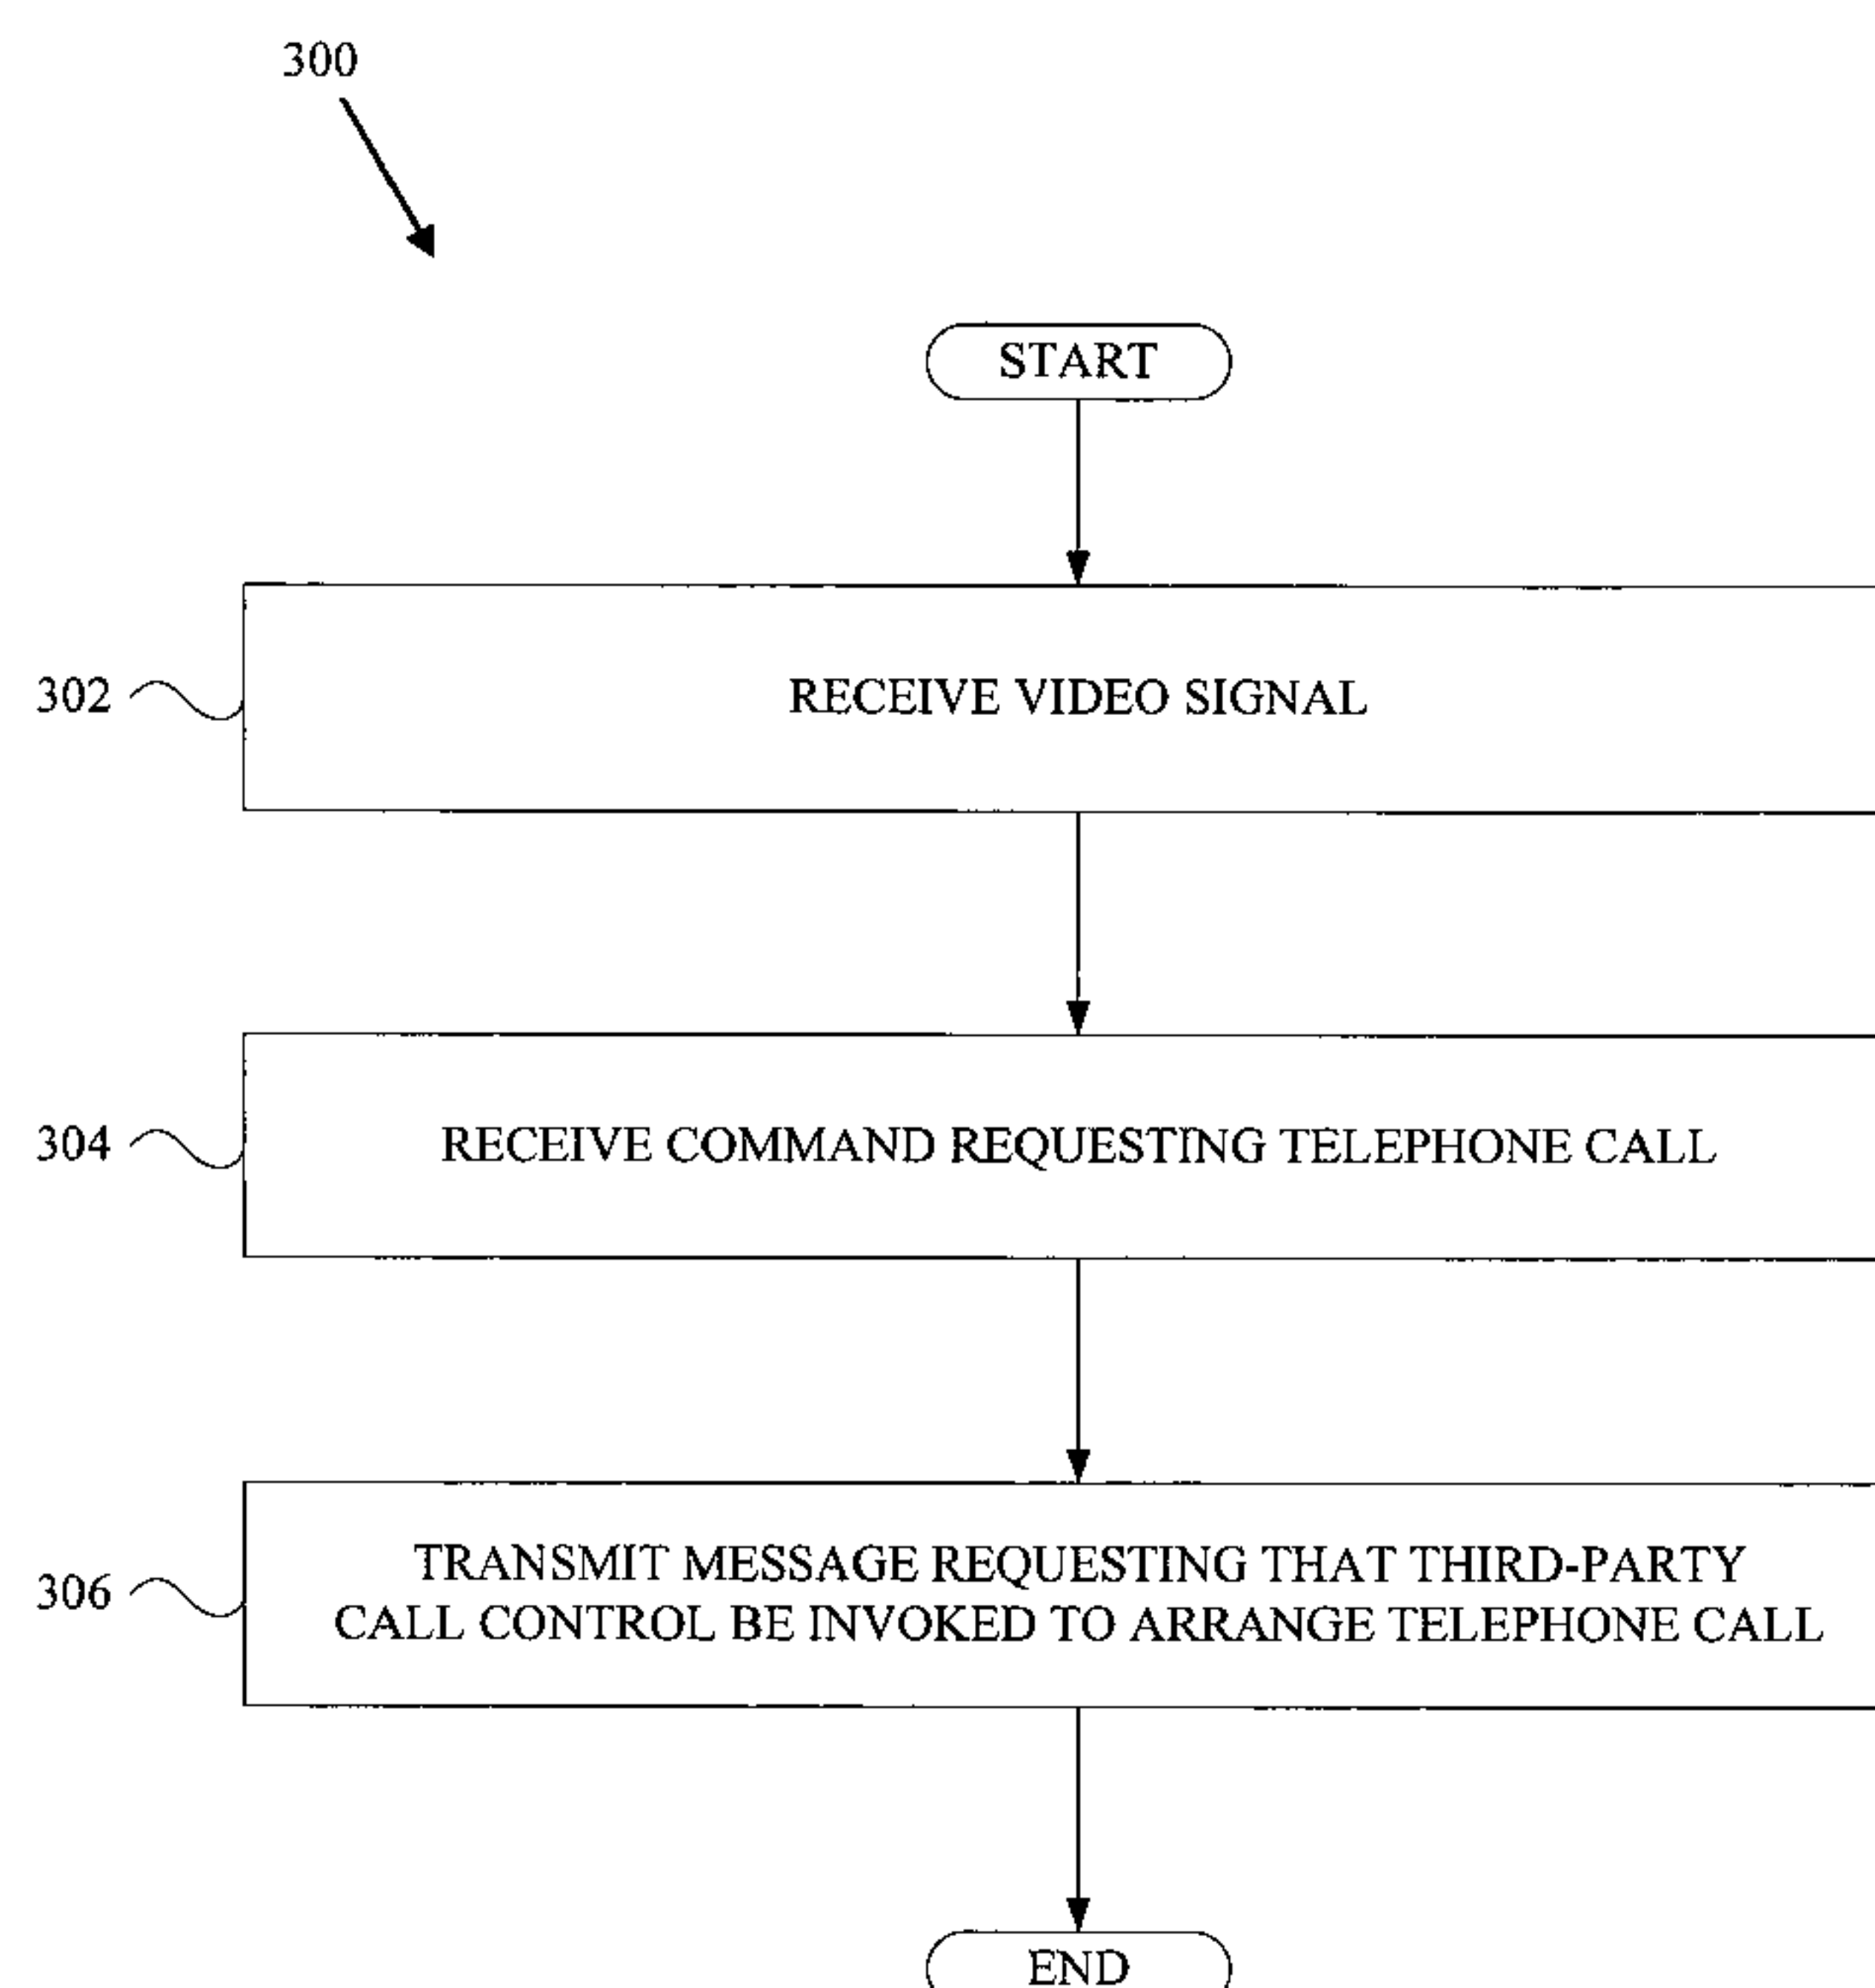 300
START
302
RECEIVE VIDEO SIGNAL
304
RECEIVE COMMAND REQUESTING TELEPHONE CALL
306
TRANSMIT MESSAGE REQUESTING THAT THIRD-PARTY
CALL CONTROL BE INVOKED TO ARRANGE TELEPHONE CALL
END